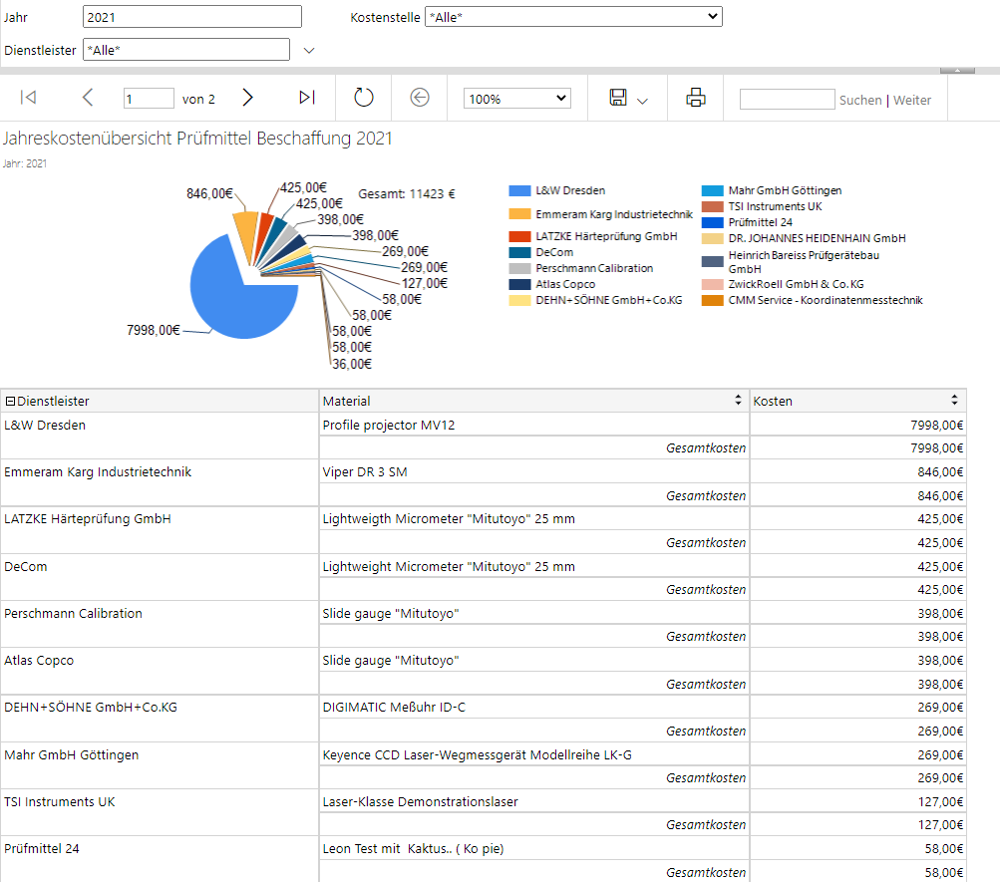 Jahr 2021 Kostenstelle *Alle*
Dienstleister *Alle*
1 von 2 100% Suchen | Weiter
Jahreskostenübersicht Prüfmittel Beschaffung 2021
Jahr: 2021
Gesamt: 11423 €
846,00€
425,00€
425,00€
398,00€
398,00€
269,00€
269,00€
127,00€
58,00€
58,00€
58,00€
58,00€
36,00€
7998,00€
L&W Dresden
Emmeram Karg Industrietechnik
LATZKE Härteprüfung GmbH
DeCom
Perschmann Calibration
Atlas Copco
DEHN+SÖHNE GmbH+Co.KG
Mahr GmbH Göttingen
TSI Instruments UK
Prüfmittel 24
DR. JOHANNES HEIDENHAIN GmbH
Heinrich Bareiss Prüfgerätebau
GmbH
ZwickRoell GmbH & Co. KG
CMM Service - Koordinatenmesstechnik
Dienstleister Material Kosten
L&W Dresden Profile projector MV12 7998,00€
Gesamtkosten 7998,00€
Emmeram Karg Industrietechnik Viper DR 3 SM 846,00€
Gesamtkosten 846,00€
LATZKE Härteprüfung GmbH Lightweigth Micrometer "Mitutoyo" 25 mm 425,00€
Gesamtkosten 425,00€
DeCom Lightweight Micrometer "Mitutoyo" 25 mm 425,00€
Gesamtkosten 425,00€
Perschmann Calibration Slide gauge "Mitutoyo" 398,00€
Gesamtkosten 398,00€
Atlas Copco Slide gauge "Mitutoyo" 398,00€
Gesamtkosten 398,00€
DEHN+SÖHNE GmbH+Co.KG DIGIMATIC Meßuhr ID-C 269,00€
Gesamtkosten 269,00€
Mahr GmbH Göttingen Keyence CCD Laser-Wegmessgerät Modellreihe LK-G 269,00€
Gesamtkosten 269,00€
TSI Instruments UK Laser-Klasse Demonstrationslaser 127,00€
Gesamtkosten 127,00€
Prüfmittel 24 Leon Test mit Kaktus.. ( Ko pie) 58,00€
Gesamtkosten 58,00€